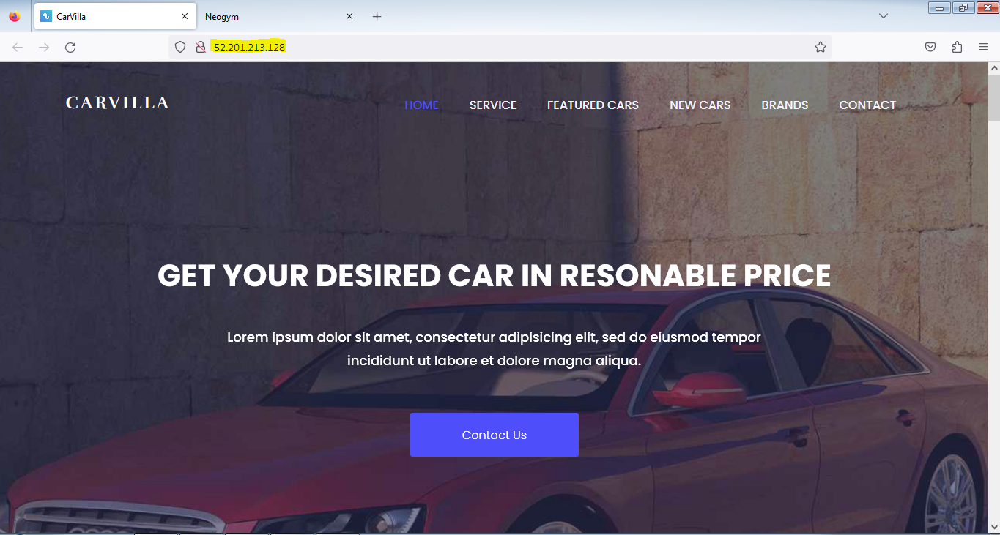 CarVilla
Neogym
52.201.213.128
CARVILLA
HOME SERVICE FEATURED CARS NEW CARS BRANDS CONTACT
GET YOUR DESIRED CAR IN RESONABLE PRICE
Lorem ipsum dolor sit amet, consectetur adipisicing elit, sed do eiusmod tempor
incididunt ut labore et dolore magna aliqua.
Contact Us